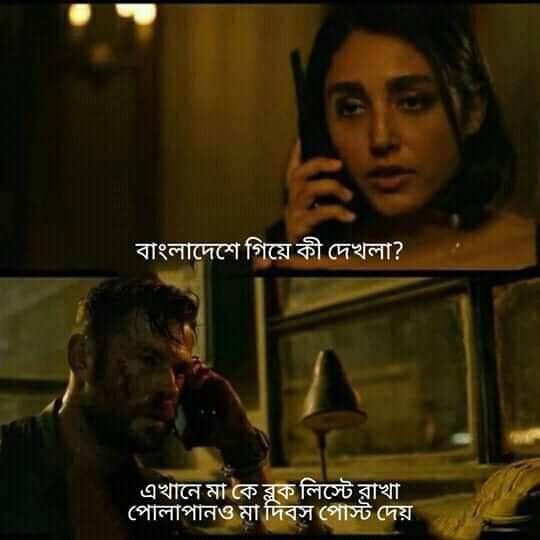 বাংলাদেশে গিয়ে কী দেখলা?
এখানে মা কে ব্লক লিস্টে রাখা
পোলাপানও মা দিবস পোস্ট দেয়